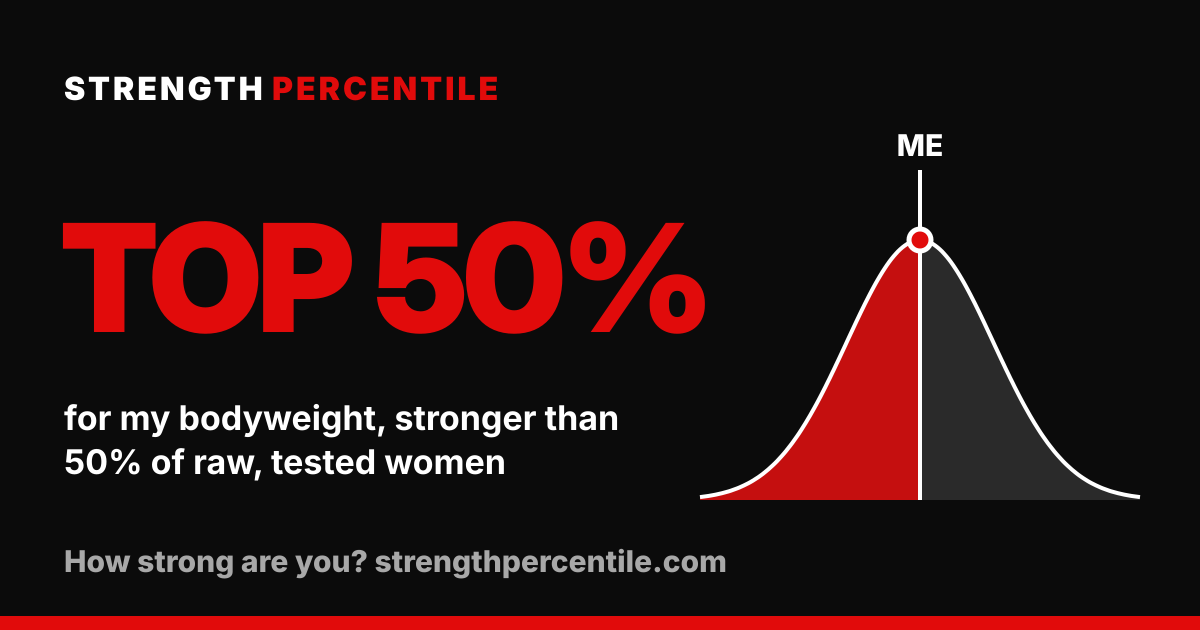 STRENGTH PERCENTILE
ME
TOP 50%
for my bodyweight, stronger than
50% of raw, tested women
How strong are you? strengthpercentile.com